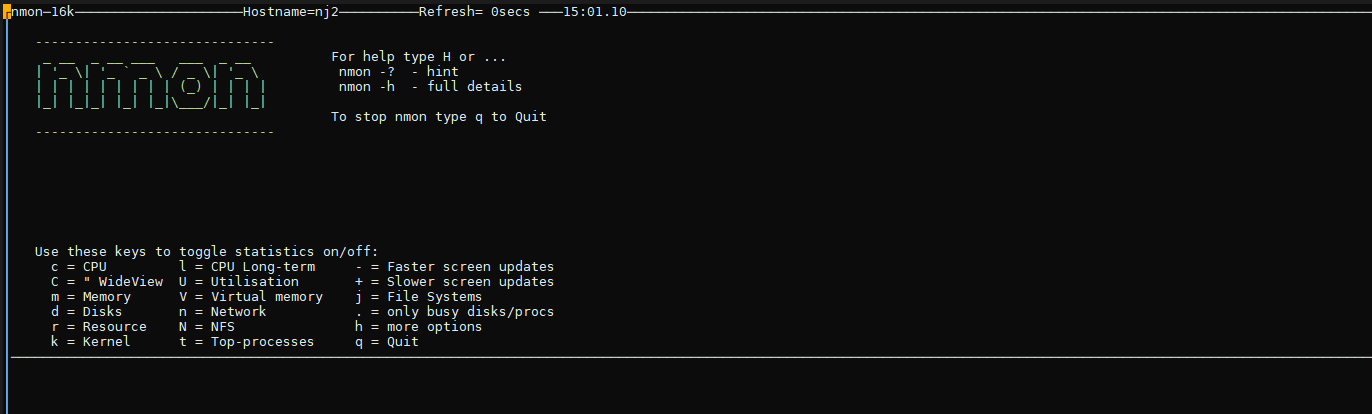 nmon─16k─────────────────────Hostname=nj2──────────Refresh= 0secs ───15:01.10
------------------------------
 _ __  _ __ ___   ___  _ __      For help type H or ...
| '_ \| '_ ` _ \ / _ \| '_ \      nmon -?  - hint
| | | | | | | | | (_) | | | |     nmon -h  - full details
|_| |_|_| |_| |_|\___/|_| |_|
                                 To stop nmon type q to Quit
------------------------------
Use these keys to toggle statistics on/off:
  c = CPU         l = CPU Long-term     - = Faster screen updates
  C = " WideView  U = Utilisation       + = Slower screen updates
  m = Memory      V = Virtual memory    j = File Systems
  d = Disks       n = Network           . = only busy disks/procs
  r = Resource    N = NFS               h = more options
  k = Kernel      t = Top-processes     q = Quit